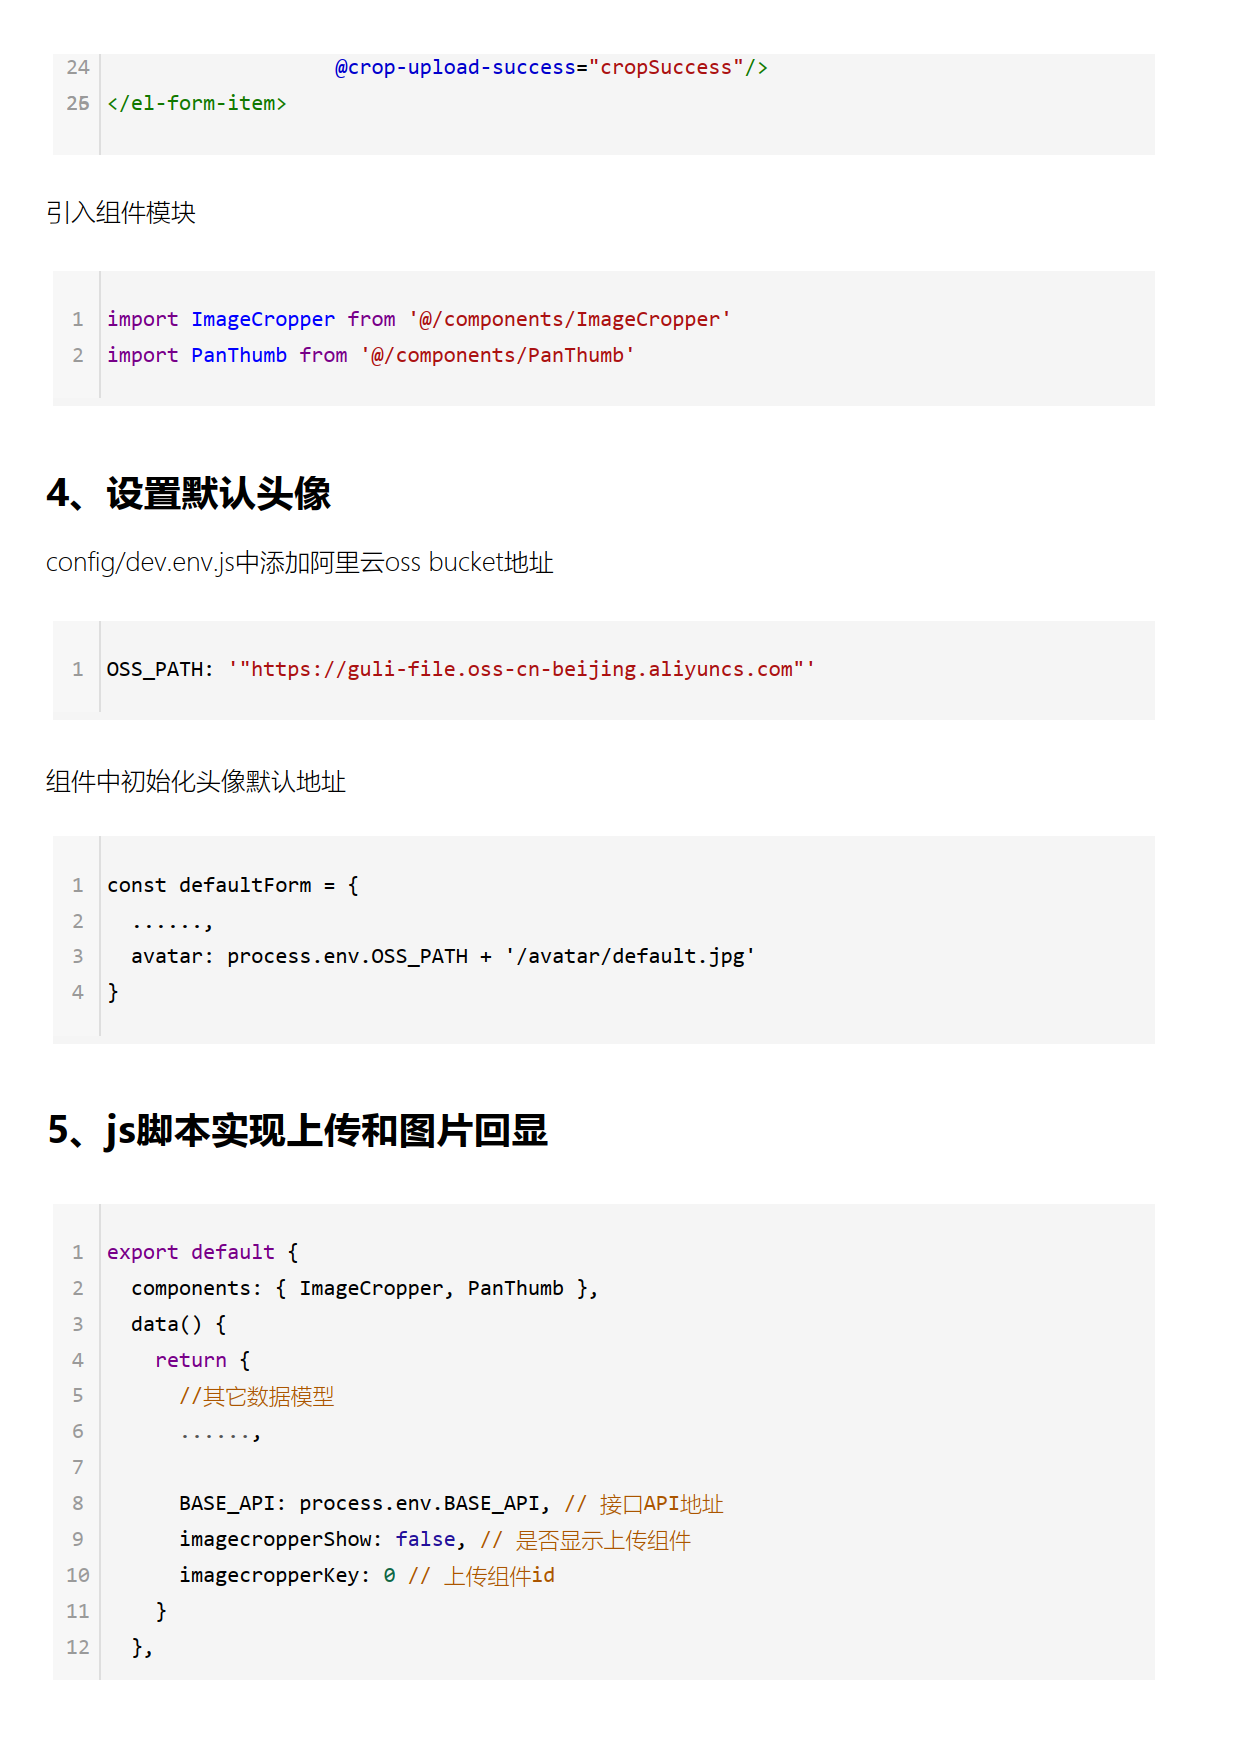 24 @crop-upload-success="cropSuccess"/>
25 </el-form-item>
引入组件模块
1 import ImageCropper from '@/components/ImageCropper'
2 import PanThumb from '@/components/PanThumb'
4、设置默认头像
config/dev.env.js中添加阿里云oss bucket地址
1 OSS_PATH: '"https://guli-file.oss-cn-beijing.aliyuncs.com"'
组件中初始化头像默认地址
1 const defaultForm = {
2   ......,
3   avatar: process.env.OSS_PATH + '/avatar/default.jpg'
4 }
5、js脚本实现上传和图片回显
1 export default {
2   components: { ImageCropper, PanThumb },
3   data() {
4     return {
5       //其它数据模型
6       ......,
7
8       BASE_API: process.env.BASE_API, // 接口API地址
9       imagecropperShow: false, // 是否显示上传组件
10       imagecropperKey: 0 // 上传组件id
11     }
12   },